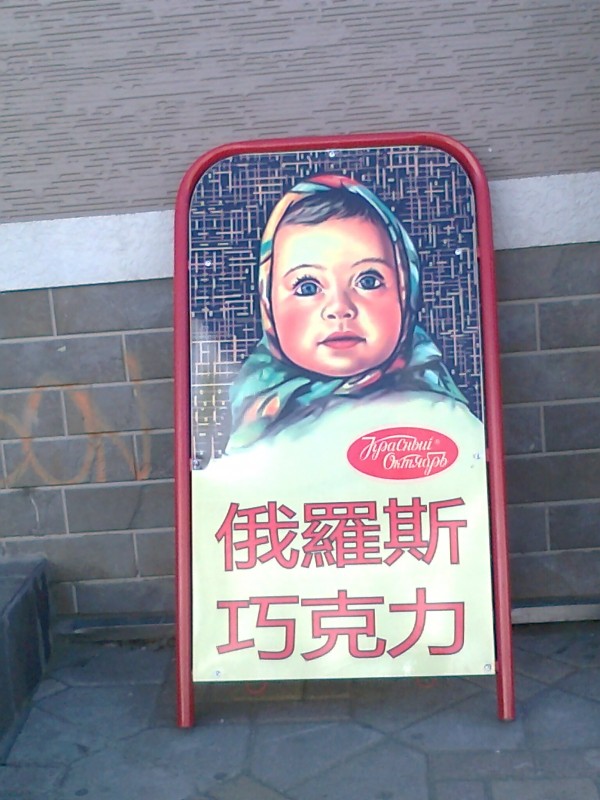 Красный®
Октябрь
俄羅斯
巧克力